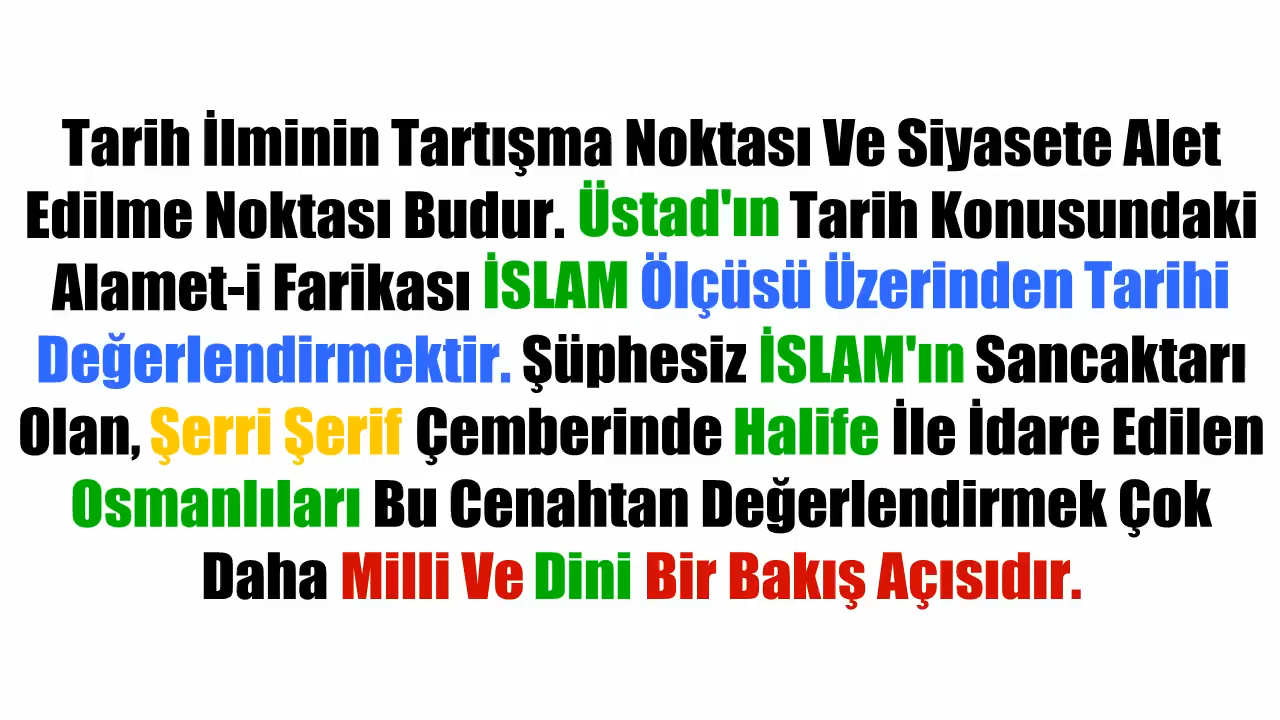 Tarih İlminin Tartışma Noktası Ve Siyasete Alet
Edilme Noktası Budur. Üstad'ın Tarih Konusundaki
Alamet-i Farikası İSLAM Ölçüsü Üzerinden Tarihi
Değerlendirmektir. Şüphesiz İSLAM'ın Sancaktarı
Olan, Şerri Şerif Çemberinde Halife İle İdare Edilen
Osmanlıları Bu Cenahtan Değerlendirmek Çok
Daha Milli Ve Dini Bir Bakış Açısıdır.